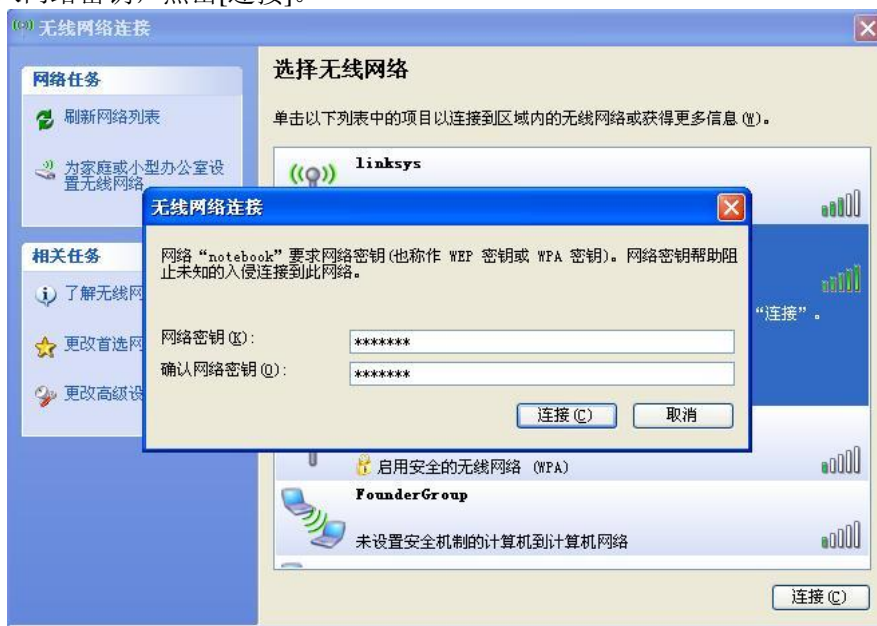 网络密钥，点击[连接]。
无线网络连接
网络任务
刷新网络列表
为家庭或小型办公室设
置无线网络
相关任务
了解无线网
更改首选网
更改高级设
选择无线网络
单击以下列表中的项目以连接到区域内的无线网络或获得更多信息(W)。
linksys
“连接”。
启用安全的无线网络 (WPA)
FounderGroup
未设置安全机制的计算机到计算机网络
连接(C)
无线网络连接
网络“notebook”要求网络密钥(也称作 WEP 密钥或 WPA 密钥)。网络密钥帮助阻
止未知的入侵连接到此网络。
网络密钥(K):
*******
确认网络密钥(O):
*******
连接(C)
取消